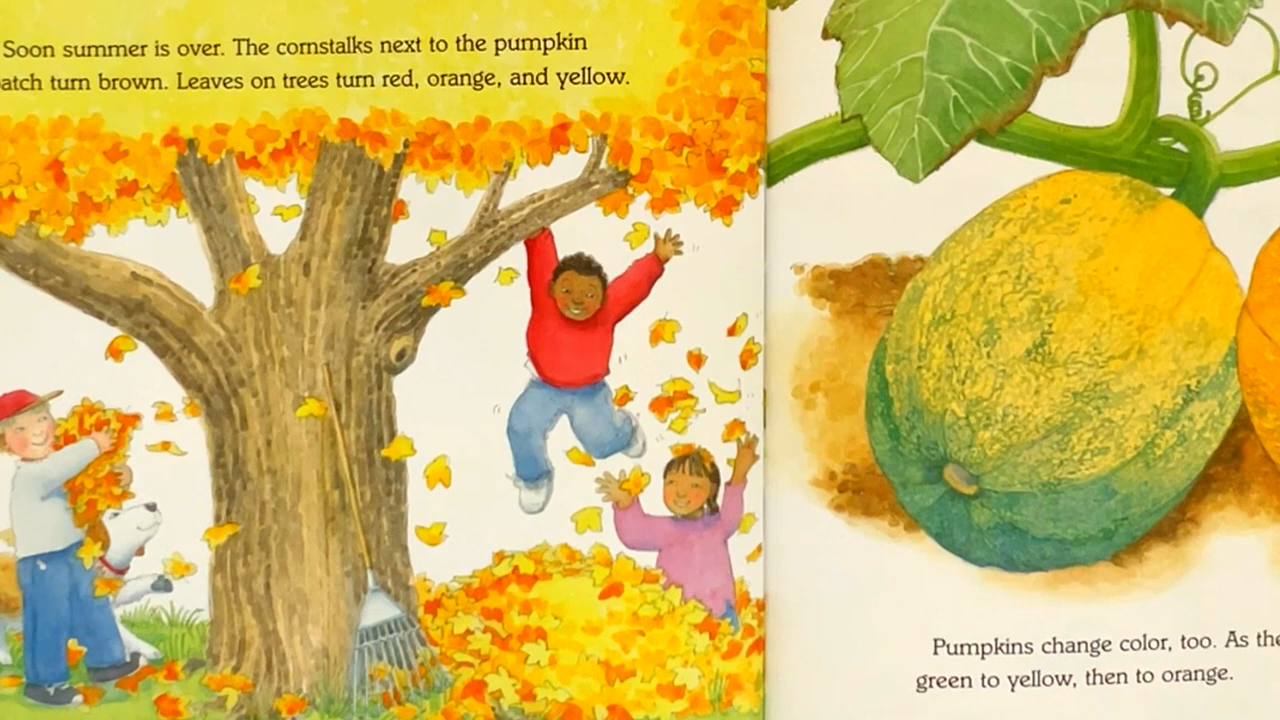 Soon summer is over. The cornstalks next to the pumpkin
atch turn brown. Leaves on trees turn red, orange, and yellow.
Pumpkins change color, too. As the
green to yellow, then to orange.